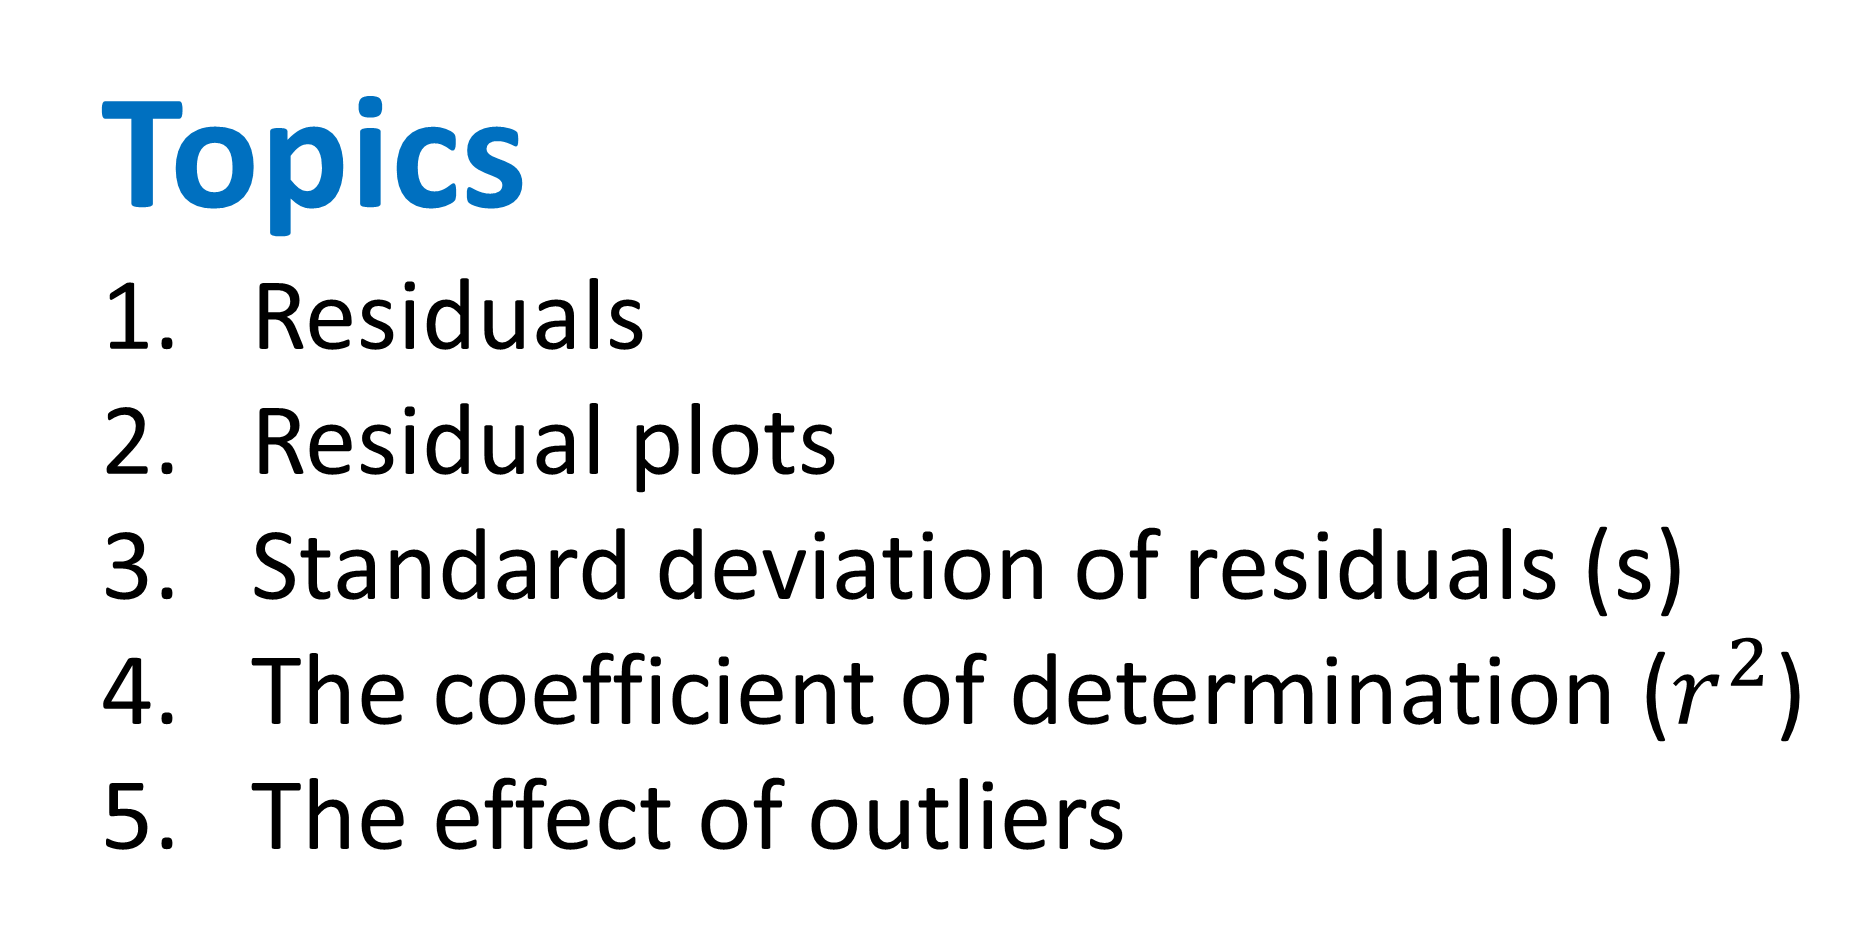 Topics
1. Residuals
2. Residual plots
3. Standard deviation of residuals (s)
4. The coefficient of determination (r²)
5. The effect of outliers